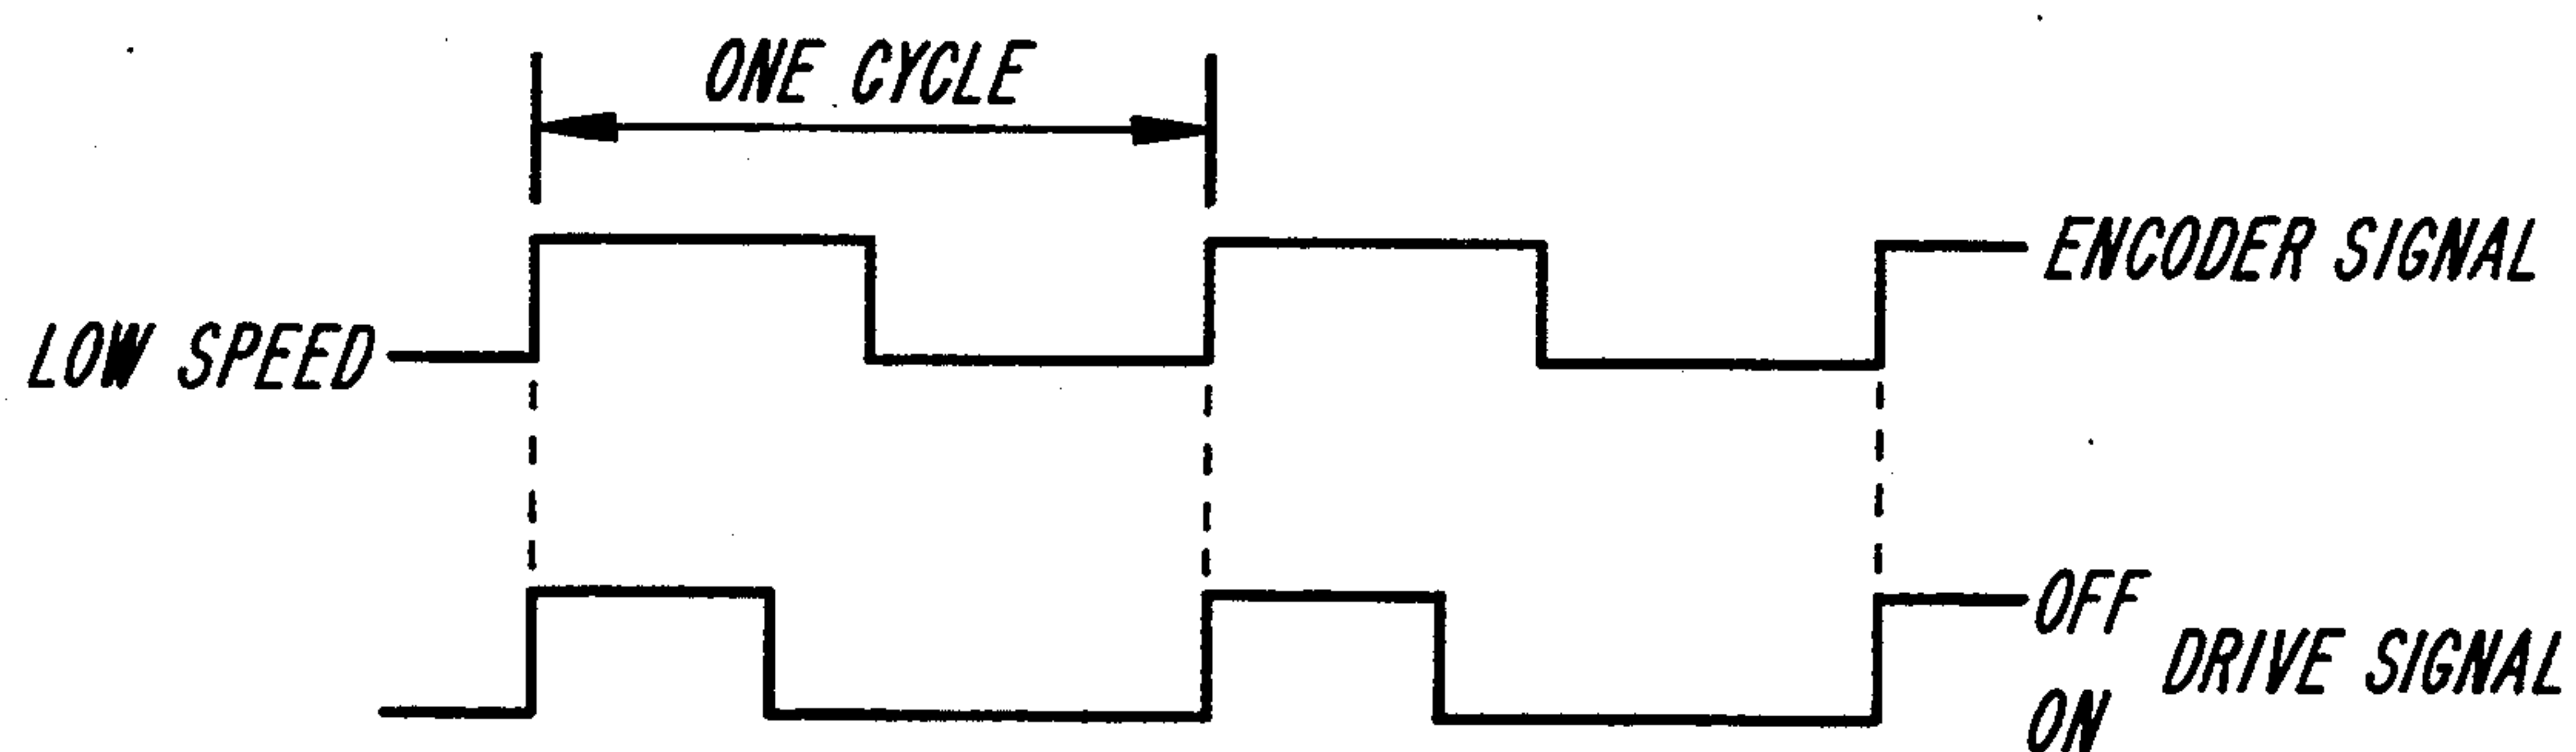 ONE CYCLE
ENCODER SIGNAL
LOW SPEED
OFF
DRIVE SIGNAL
ON